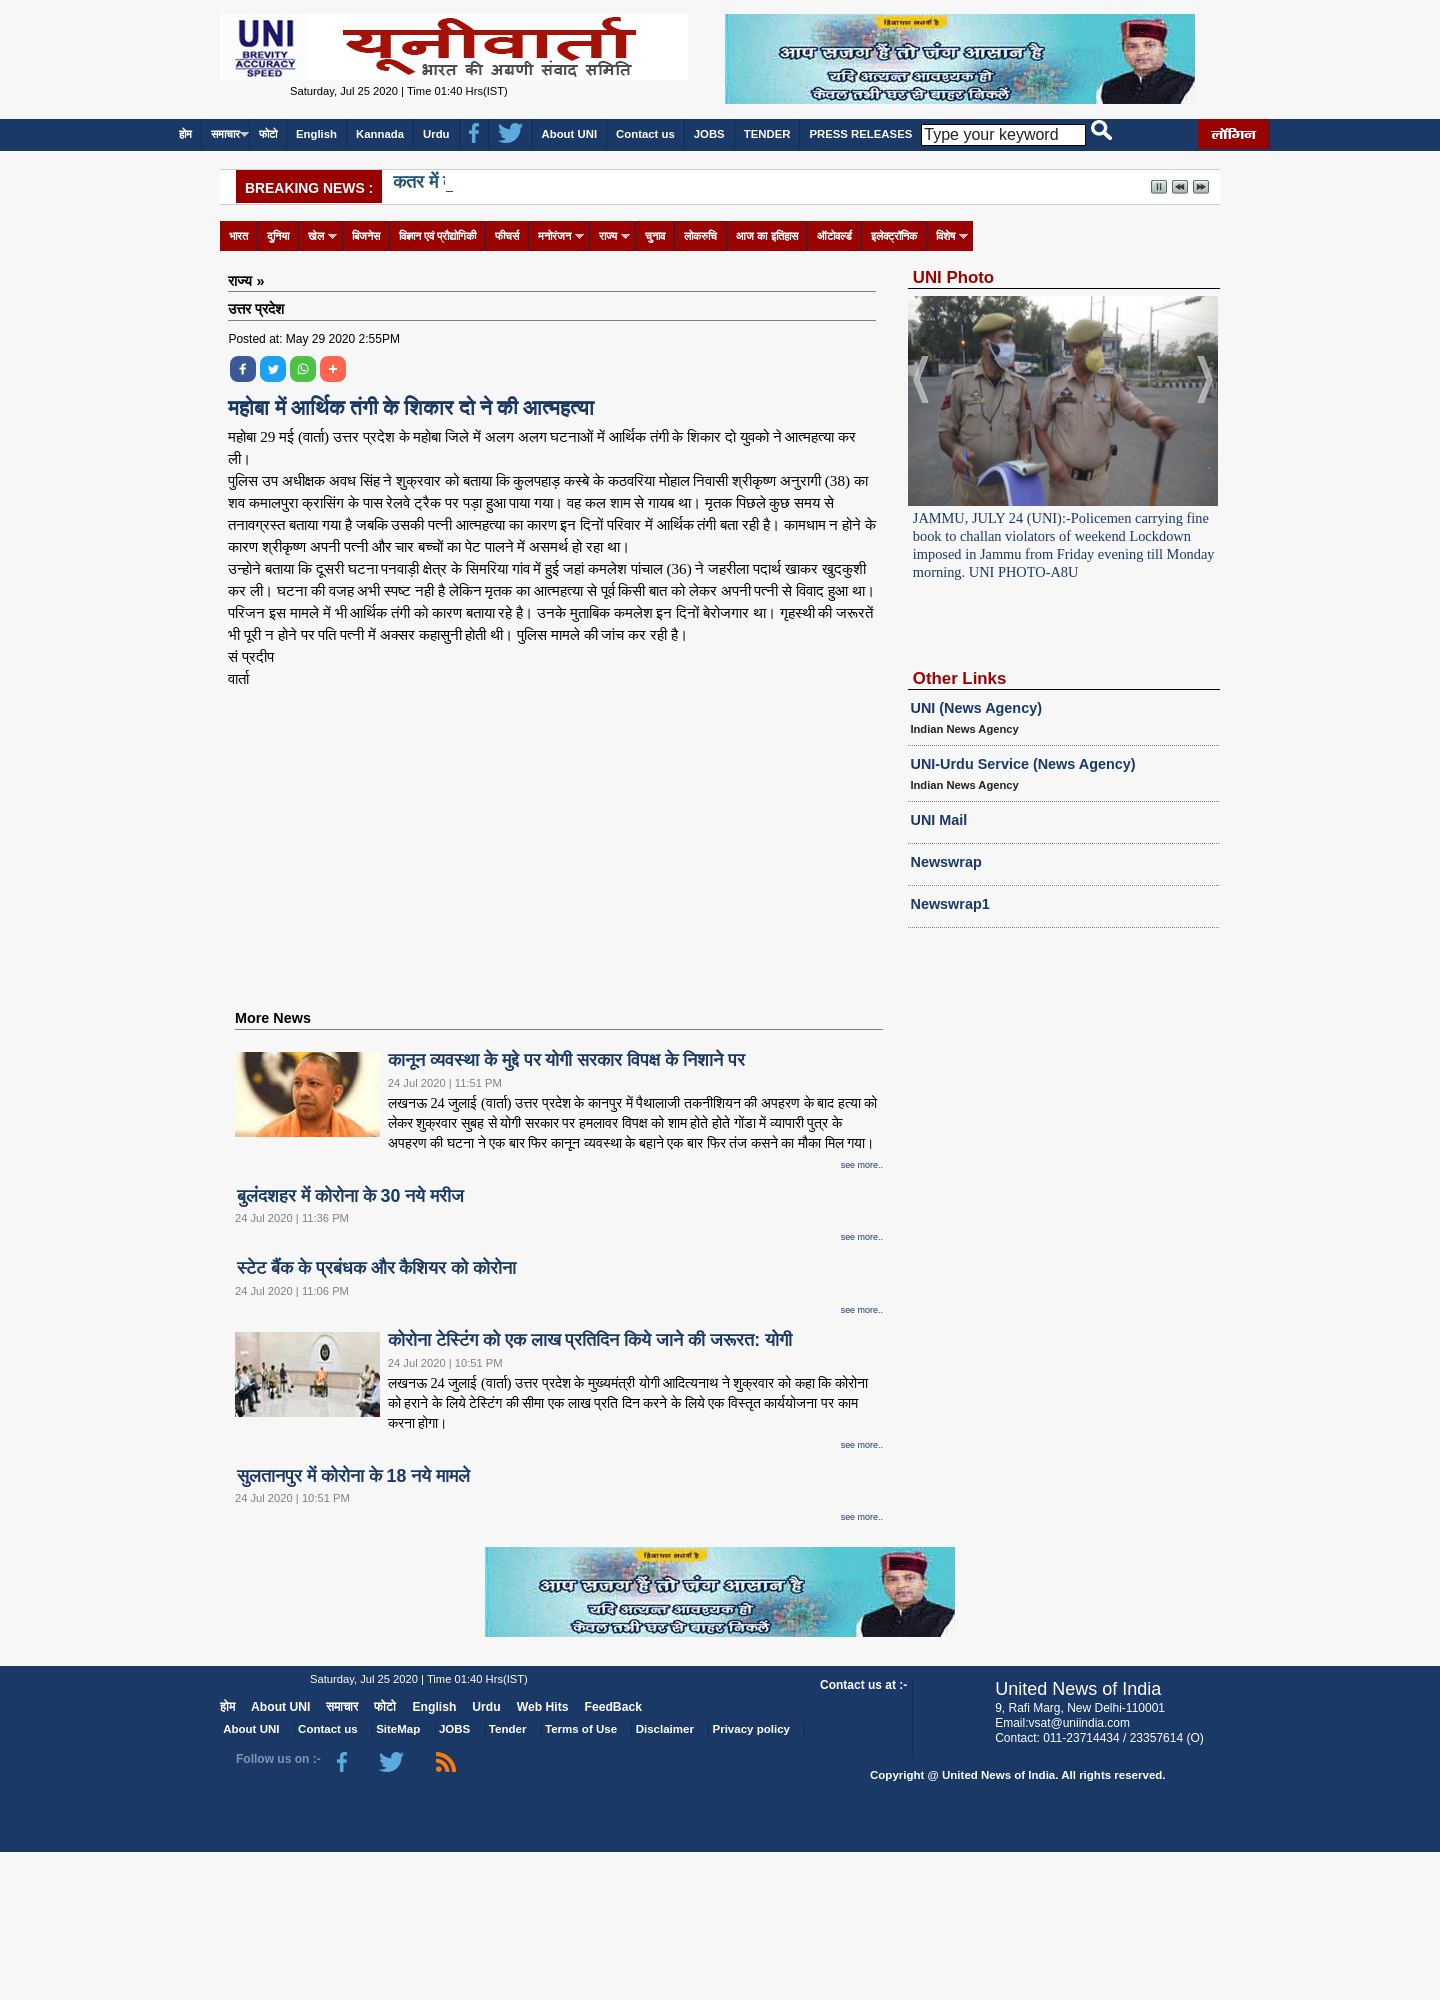 UNI
BREVITY
ACCURACY
SPEED
यूनीवार्ता
भारत की अग्रणी संवाद समिति
Saturday, Jul 25 2020 | Time 01:40 Hrs(IST)
हिमाचल सरकारी है
आप सजग हैं तो जंग आसान है
यदि अत्यन्त आवश्यक हो
केवल तभी घर से बाहर निकलें
होम समाचार फोटो English Kannada Urdu About UNI Contact us JOBS TENDER PRESS RELEASES Type your keyword लॉगिन
BREAKING NEWS : कतर में
भारत दुनिया खेल बिजनेस विज्ञान एवं प्रौद्योगिकी फीचर्स मनोरंजन राज्य चुनाव लोकरुचि आज का इतिहास ऑटोवर्ल्ड इलेक्ट्रॉनिक विशेष
राज्य »
उत्तर प्रदेश
Posted at: May 29 2020 2:55PM
महोबा में आर्थिक तंगी के शिकार दो ने की आत्महत्या
महोबा 29 मई (वार्ता) उत्तर प्रदेश के महोबा जिले में अलग अलग घटनाओं में आर्थिक तंगी के शिकार दो युवको ने आत्महत्या कर
ली।
पुलिस उप अधीक्षक अवध सिंह ने शुक्रवार को बताया कि कुलपहाड़ कस्बे के कठवरिया मोहाल निवासी श्रीकृष्ण अनुरागी (38) का
शव कमालपुरा क्रासिंग के पास रेलवे ट्रैक पर पड़ा हुआ पाया गया। वह कल शाम से गायब था। मृतक पिछले कुछ समय से
तनावग्रस्त बताया गया है जबकि उसकी पत्नी आत्महत्या का कारण इन दिनों परिवार में आर्थिक तंगी बता रही है। कामधाम न होने के
कारण श्रीकृष्ण अपनी पत्नी और चार बच्चों का पेट पालने में असमर्थ हो रहा था।
उन्होने बताया कि दूसरी घटना पनवाड़ी क्षेत्र के सिमरिया गांव में हुई जहां कमलेश पांचाल (36) ने जहरीला पदार्थ खाकर खुदकुशी
कर ली। घटना की वजह अभी स्पष्ट नही है लेकिन मृतक का आत्महत्या से पूर्व किसी बात को लेकर अपनी पत्नी से विवाद हुआ था।
परिजन इस मामले में भी आर्थिक तंगी को कारण बताया रहे है। उनके मुताबिक कमलेश इन दिनों बेरोजगार था। गृहस्थी की जरूरतें
भी पूरी न होने पर पति पत्नी में अक्सर कहासुनी होती थी। पुलिस मामले की जांच कर रही है।
सं प्रदीप
वार्ता
UNI Photo
JAMMU, JULY 24 (UNI):-Policemen carrying fine
book to challan violators of weekend Lockdown
imposed in Jammu from Friday evening till Monday
morning. UNI PHOTO-A8U
Other Links
UNI (News Agency)
Indian News Agency
UNI-Urdu Service (News Agency)
Indian News Agency
UNI Mail
Newswrap
Newswrap1
More News
कानून व्यवस्था के मुद्दे पर योगी सरकार विपक्ष के निशाने पर
24 Jul 2020 | 11:51 PM
लखनऊ 24 जुलाई (वार्ता) उत्तर प्रदेश के कानपुर में पैथालाजी तकनीशियन की अपहरण के बाद हत्या को
लेकर शुक्रवार सुबह से योगी सरकार पर हमलावर विपक्ष को शाम होते होते गोंडा में व्यापारी पुत्र के
अपहरण की घटना ने एक बार फिर कानून व्यवस्था के बहाने एक बार फिर तंज कसने का मौका मिल गया।
see more..
बुलंदशहर में कोरोना के 30 नये मरीज
24 Jul 2020 | 11:36 PM
see more..
स्टेट बैंक के प्रबंधक और कैशियर को कोरोना
24 Jul 2020 | 11:06 PM
see more..
कोरोना टेस्टिंग को एक लाख प्रतिदिन किये जाने की जरूरत: योगी
24 Jul 2020 | 10:51 PM
लखनऊ 24 जुलाई (वार्ता) उत्तर प्रदेश के मुख्यमंत्री योगी आदित्यनाथ ने शुक्रवार को कहा कि कोरोना
को हराने के लिये टेस्टिंग की सीमा एक लाख प्रति दिन करने के लिये एक विस्तृत कार्ययोजना पर काम
करना होगा।
see more..
सुलतानपुर में कोरोना के 18 नये मामले
24 Jul 2020 | 10:51 PM
see more..
आप सजग हैं तो जंग आसान है
यदि अत्यन्त आवश्यक हो
केवल तभी घर से बाहर निकलें
Saturday, Jul 25 2020 | Time 01:40 Hrs(IST)
होम About UNI समाचार फोटो English Urdu Web Hits FeedBack
About UNI Contact us SiteMap JOBS Tender Terms of Use Disclaimer Privacy policy
Follow us on :-
Contact us at :-
United News of India
9, Rafi Marg, New Delhi-110001
Email:vsat@uniindia.com
Contact: 011-23714434 / 23357614 (O)
Copyright @ United News of India. All rights reserved.